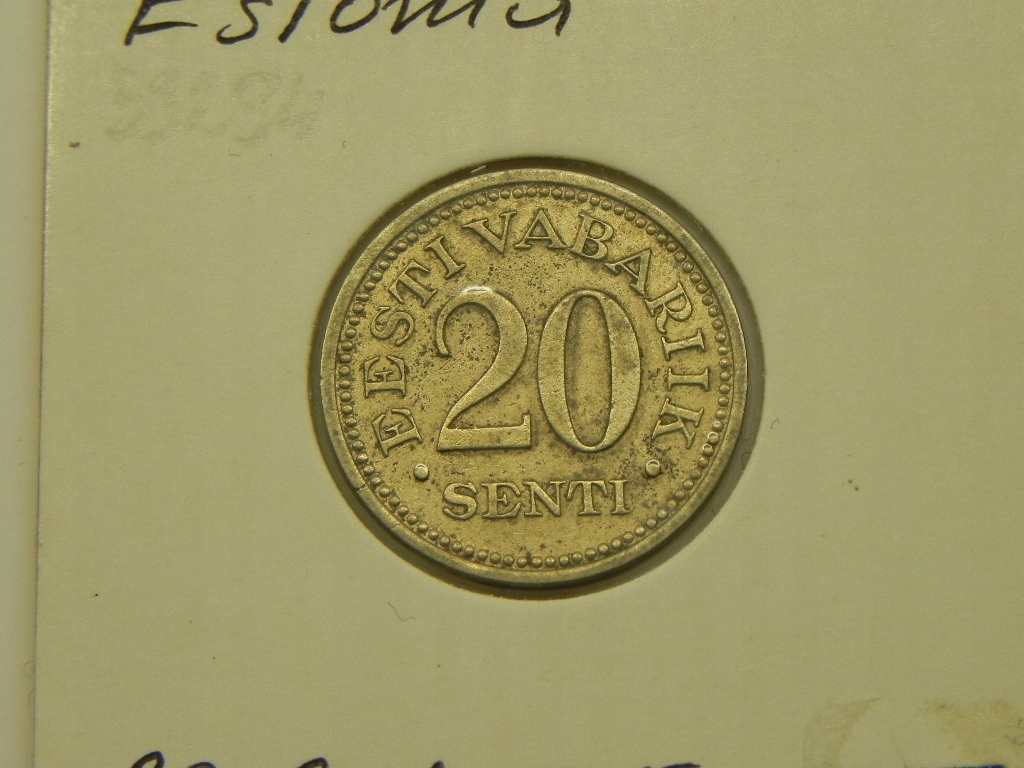 Estonia
EESTI VABARIIK
20
SENTI